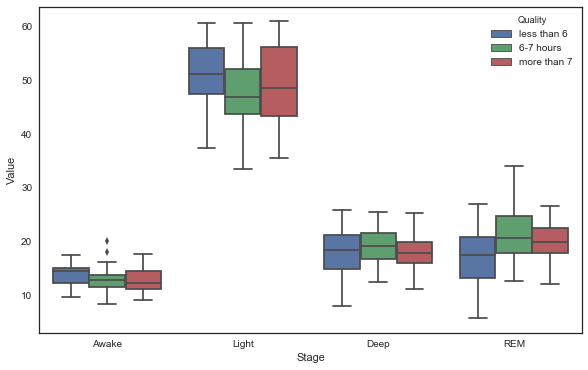 Quality
less than 6
6-7 hours
more than 7
60
50
40
30
20
10
Value
Awake Light Deep REM
Stage